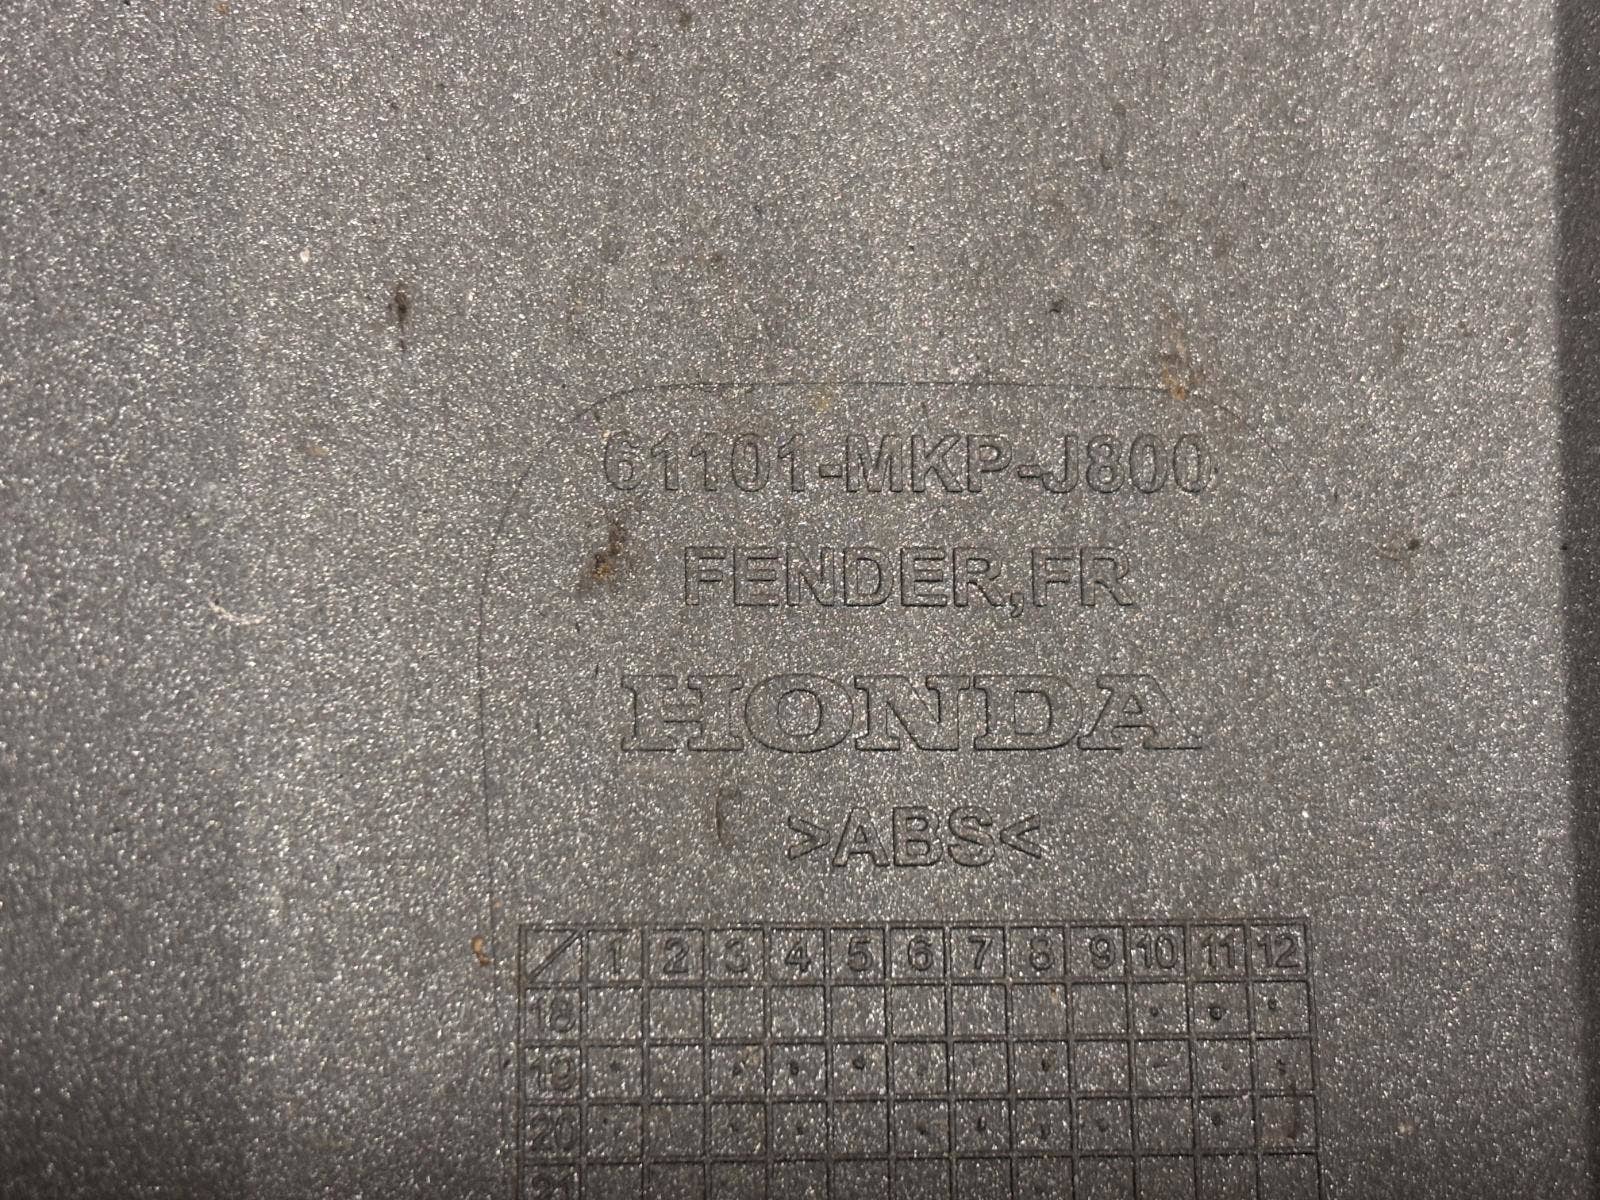 61101-MKP-J800
FENDER,FR
HONDA
>ABS<
1 2 3 4 5 6 7 8 9 10 11 12
18
19
20
21